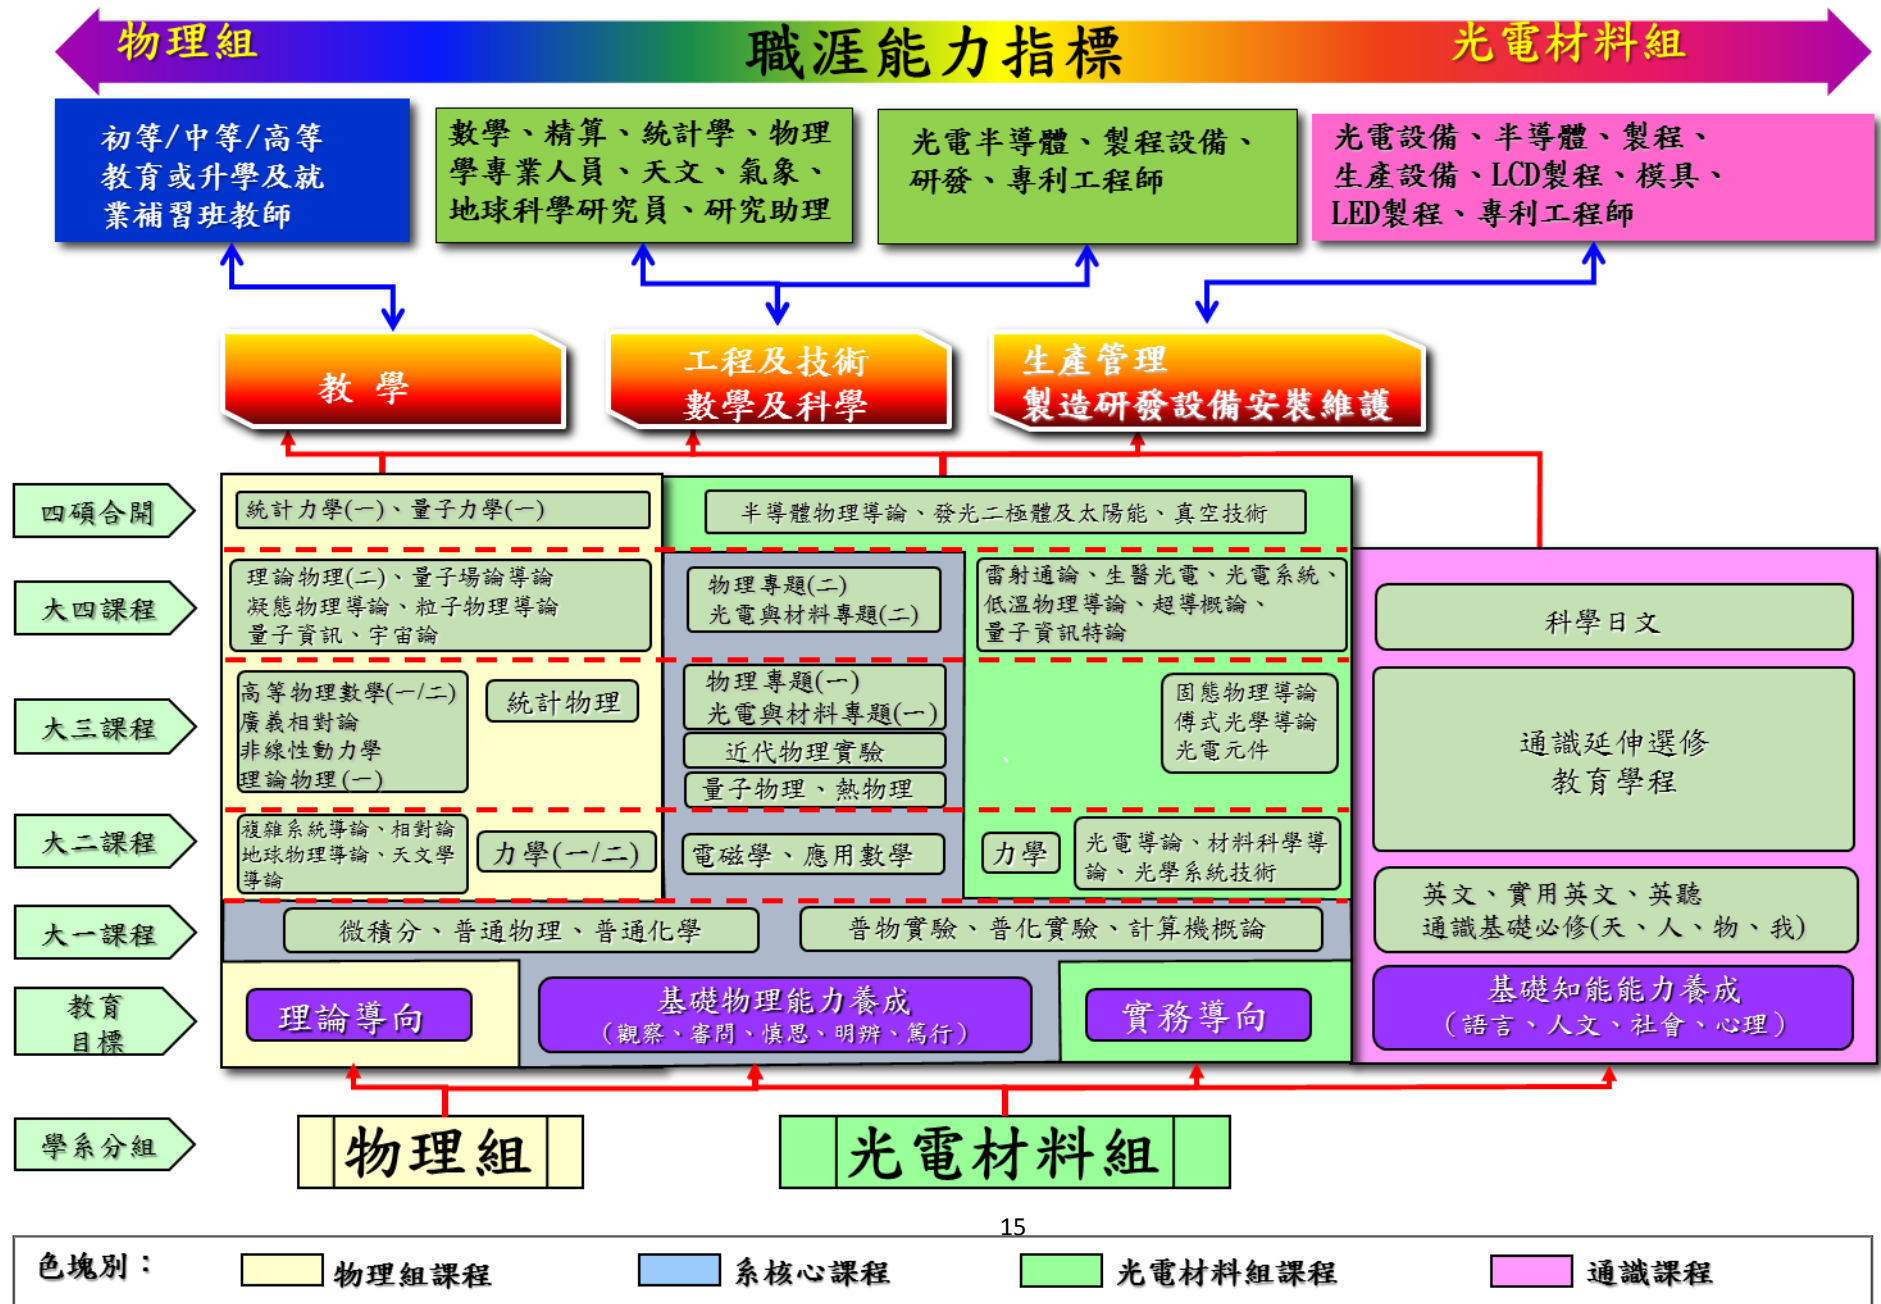 物理組
職涯能力指標
光電材料組
初等/中等/高等
教育或升學及就
業補習班教師
數學、精算、統計學、物理
學專業人員、天文、氣象、
地球科學研究員、研究助理
光電半導體、製程設備、
研發、專利工程師
光電設備、半導體、製程、
生產設備、LCD製程、模具、
LED製程、專利工程師
教 學
工程及技術
數學及科學
生產管理
製造研發設備安裝維護
四碩合開
統計力學(一)、量子力學(一)
半導體物理導論、發光二極體及太陽能、真空技術
大四課程
理論物理(二)、量子場論導論
凝態物理導論、粒子物理導論
量子資訊、宇宙論
物理專題(二)
光電與材料專題(二)
雷射通論、生醫光電、光電系統、
低溫物理導論、超導概論、
量子資訊特論
科學日文
大三課程
高等物理數學(一/二)
廣義相對論
非線性動力學
理論物理(一)
統計物理
物理專題(一)
光電與材料專題(一)
近代物理實驗
量子物理、熱物理
、
固態物理導論
傅式光學導論
光電元件
通識延伸選修
教育學程
大二課程
複雜系統導論、相對論
地球物理導論、天文學
導論
力學(一/二)
電磁學、應用數學
力學
光電導論、材料科學導
論、光學系統技術
大一課程
微積分、普通物理、普通化學
普物實驗、普化實驗、計算機概論
英文、實用英文、英聽
通識基礎必修(天、人、物、我)
教育
目標
理論導向
基礎物理能力養成
(觀察、審問、慎思、明辨、篤行)
實務導向
基礎知能能力養成
(語言、人文、社會、心理)
學系分組
物理組
光電材料組
15
色塊別：
物理組課程
系核心課程
光電材料組課程
通識課程